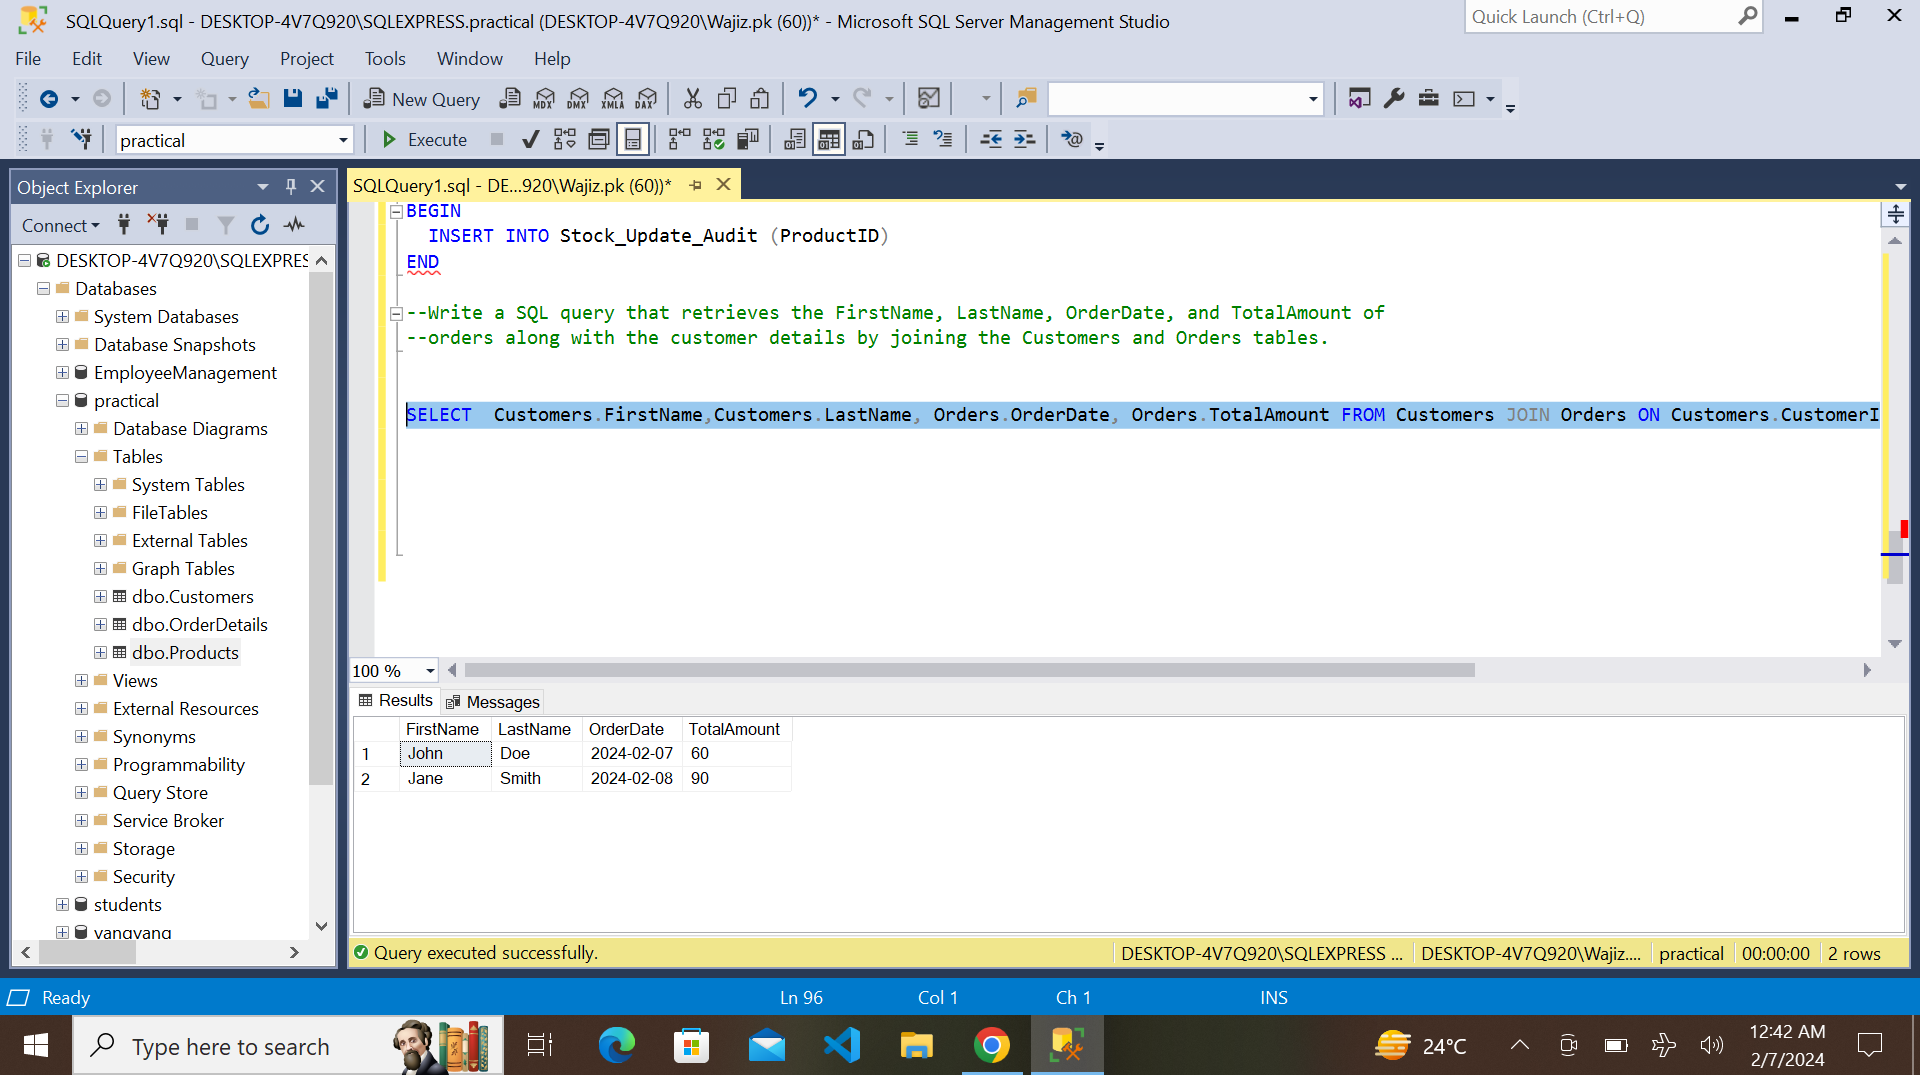 SQLQuery1.sql - DESKTOP-4V7Q920\SQLEXPRESS.practical (DESKTOP-4V7Q920\Wajiz.pk (60))* - Microsoft SQL Server Management Studio
Quick Launch (Ctrl+Q)
File Edit View Query Project Tools Window Help
New Query
MDX DMX XMLA DAX
practical
Execute
Object Explorer
SQLQuery1.sql - DE...920\Wajiz.pk (60))*
Connect
DESKTOP-4V7Q920\SQLEXPRES
Databases
System Databases
Database Snapshots
EmployeeManagement
practical
Database Diagrams
Tables
System Tables
FileTables
External Tables
Graph Tables
dbo.Customers
dbo.OrderDetails
dbo.Products
Views
External Resources
Synonyms
Programmability
Query Store
Service Broker
Storage
Security
students
yangyang
BEGIN
INSERT INTO Stock_Update_Audit (ProductID)
END
--Write a SQL query that retrieves the FirstName, LastName, OrderDate, and TotalAmount of
--orders along with the customer details by joining the Customers and Orders tables.
SELECT  Customers.FirstName,Customers.LastName, Orders.OrderDate, Orders.TotalAmount FROM Customers JOIN Orders ON Customers.CustomerI
100 %
Results Messages
FirstName LastName OrderDate TotalAmount
1 John Doe 2024-02-07 60
2 Jane Smith 2024-02-08 90
Query executed successfully. DESKTOP-4V7Q920\SQLEXPRESS ... DESKTOP-4V7Q920\Wajiz.... practical 00:00:00 2 rows
Ready Ln 96 Col 1 Ch 1 INS
Type here to search
24°C
12:42 AM
2/7/2024